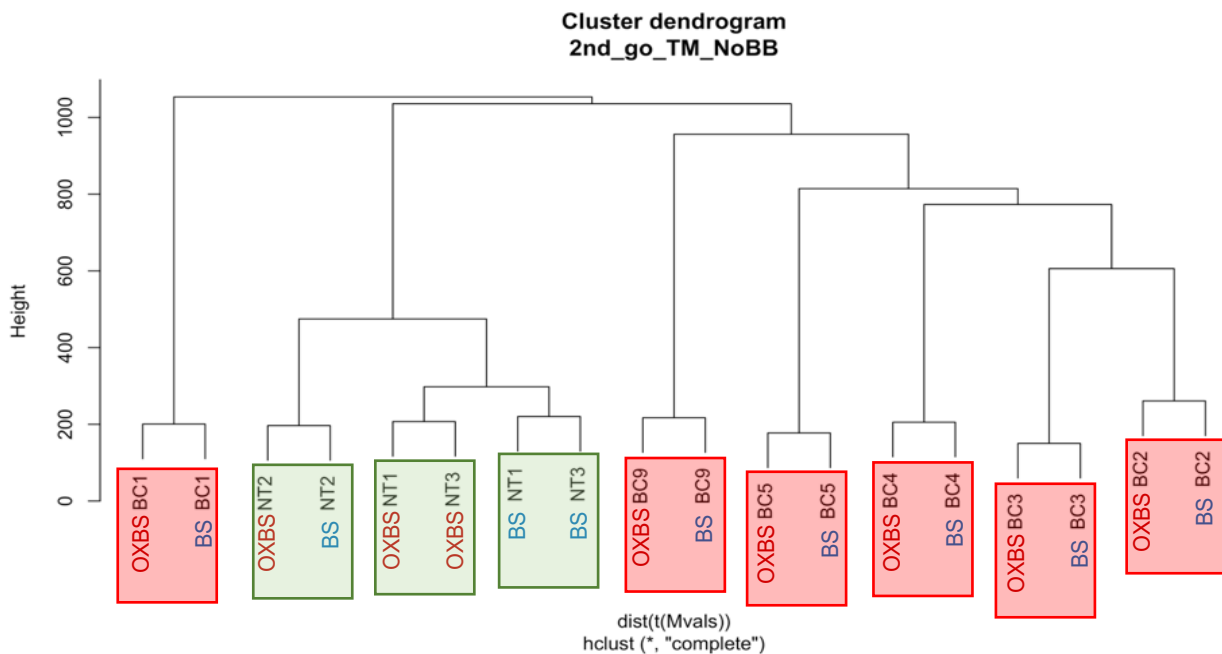 Cluster dendrogram
2nd_go_TM_NoBB
Height
0
200
400
600
800
1000
OXBS BC1
BS BC1
OXBS NT2
BS NT2
OXBS NT1
OXBS NT3
BS NT1
BS NT3
OXBS BC9
BS BC9
OXBS BC5
BS BC5
OXBS BC4
BS BC4
OXBS BC3
BS BC3
OXBS BC2
BS BC2
dist(t(Mvals))
hclust (*, "complete")